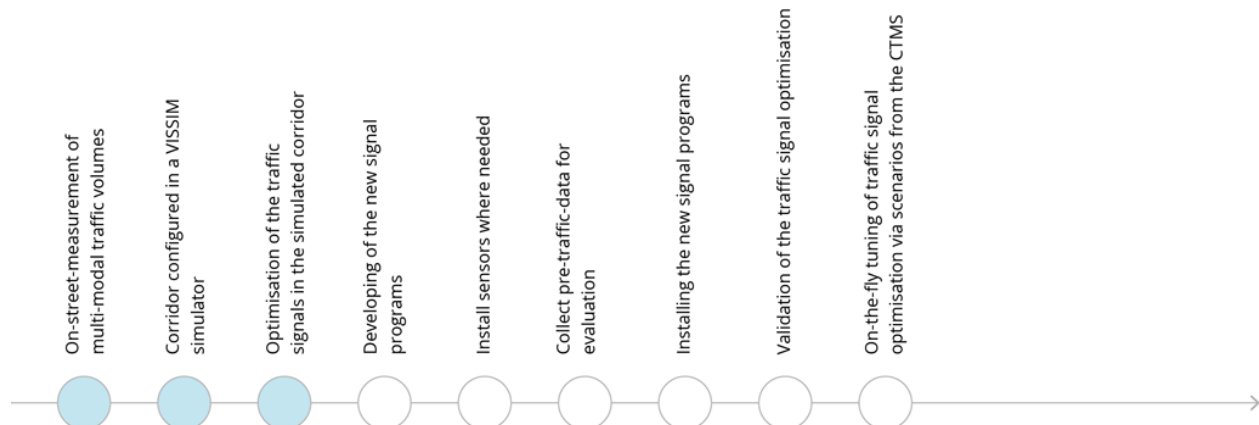 On-street-measurement of
multi-modal traffic volumes
Corridor configured in a VISSIM
simulator
Optimisation of the traffic
signals in the simulated corridor
Developing of the new signal
programs
Install sensors where needed
Collect pre-traffic-data for
evaluation
Installing the new signal programs
Validation of the traffic signal optimisation
On-the-fly tuning of traffic signal
optimisation via scenarios from the CTMS